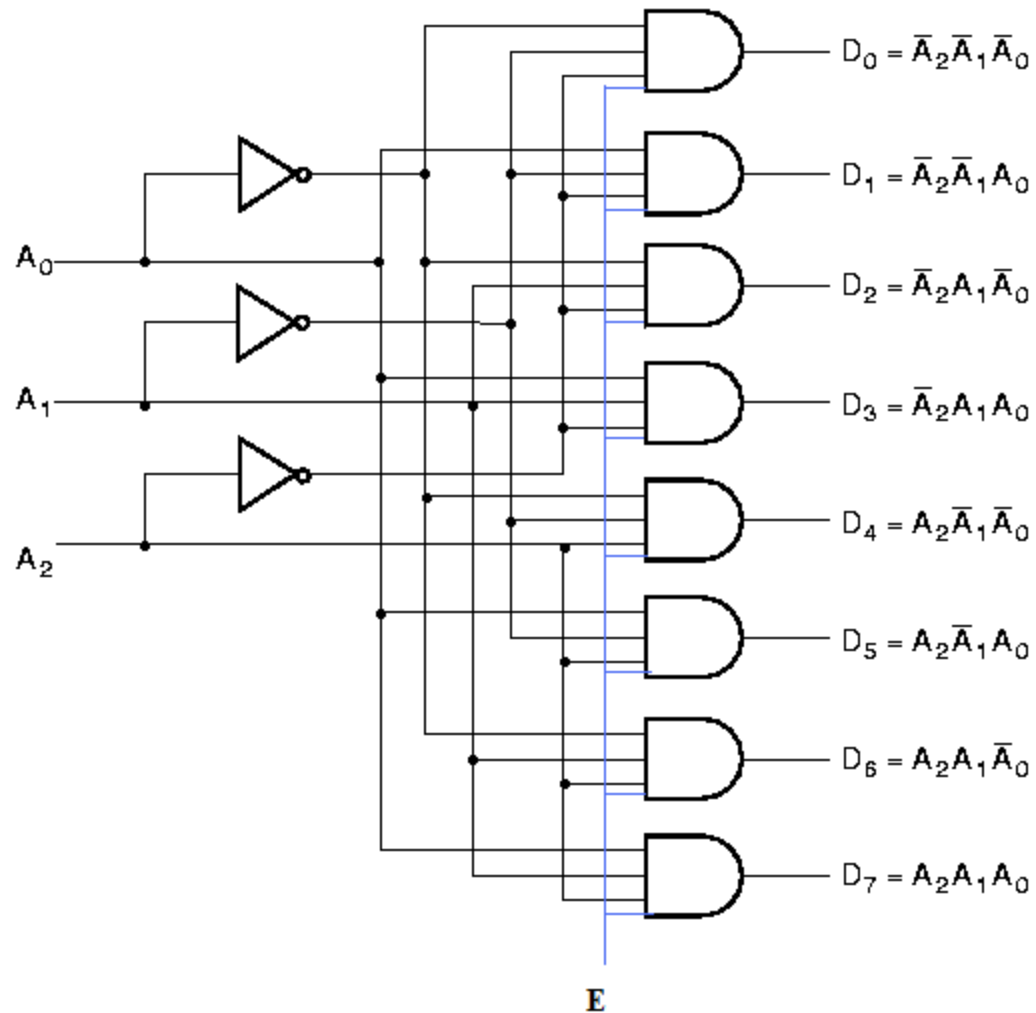 D₀ = A̅₂A̅₁A̅₀
D₁ = A̅₂A̅₁A₀
A₀
D₂ = A̅₂A₁A̅₀
A₁
D₃ = A̅₂A₁A₀
D₄ = A₂A̅₁A̅₀
A₂
D₅ = A₂A̅₁A₀
D₆ = A₂A₁A̅₀
D₇ = A₂A₁A₀
E